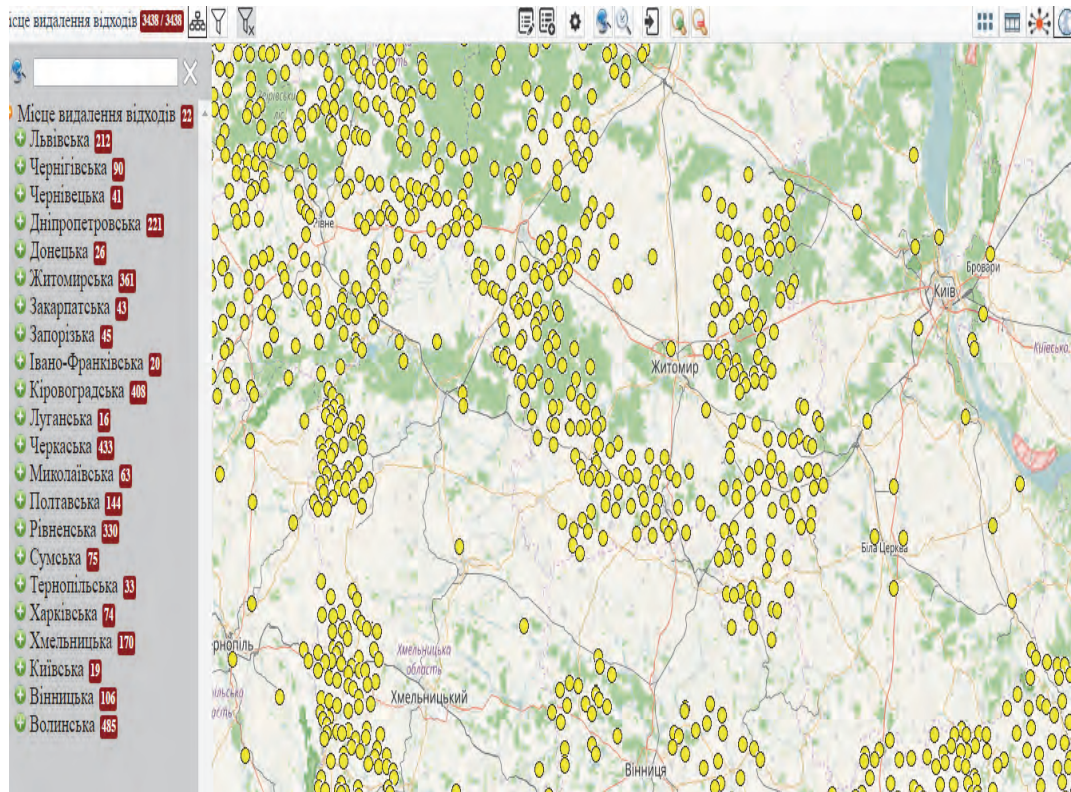 ісце видалення відходів 3438 / 3438
Місце видалення відходів 22
Львівська 212
Чернігівська 90
Чернівецька 41
Дніпропетровська 221
Донецька 26
Житомирська 361
Закарпатська 43
Запорізька 45
Івано-Франківська 20
Кіровоградська 408
Луганська 16
Черкаська 433
Миколаївська 63
Полтавська 144
Рівненська 330
Сумська 75
Тернопільська 33
Харківська 74
Хмельницька 170
Київська 19
Вінницька 106
Волинська 485
Рівне
Бровари
Київ
Київська
Житомир
Біла Церква
рнопіль
Хмельницька
область
Хмельницький
Вінниця